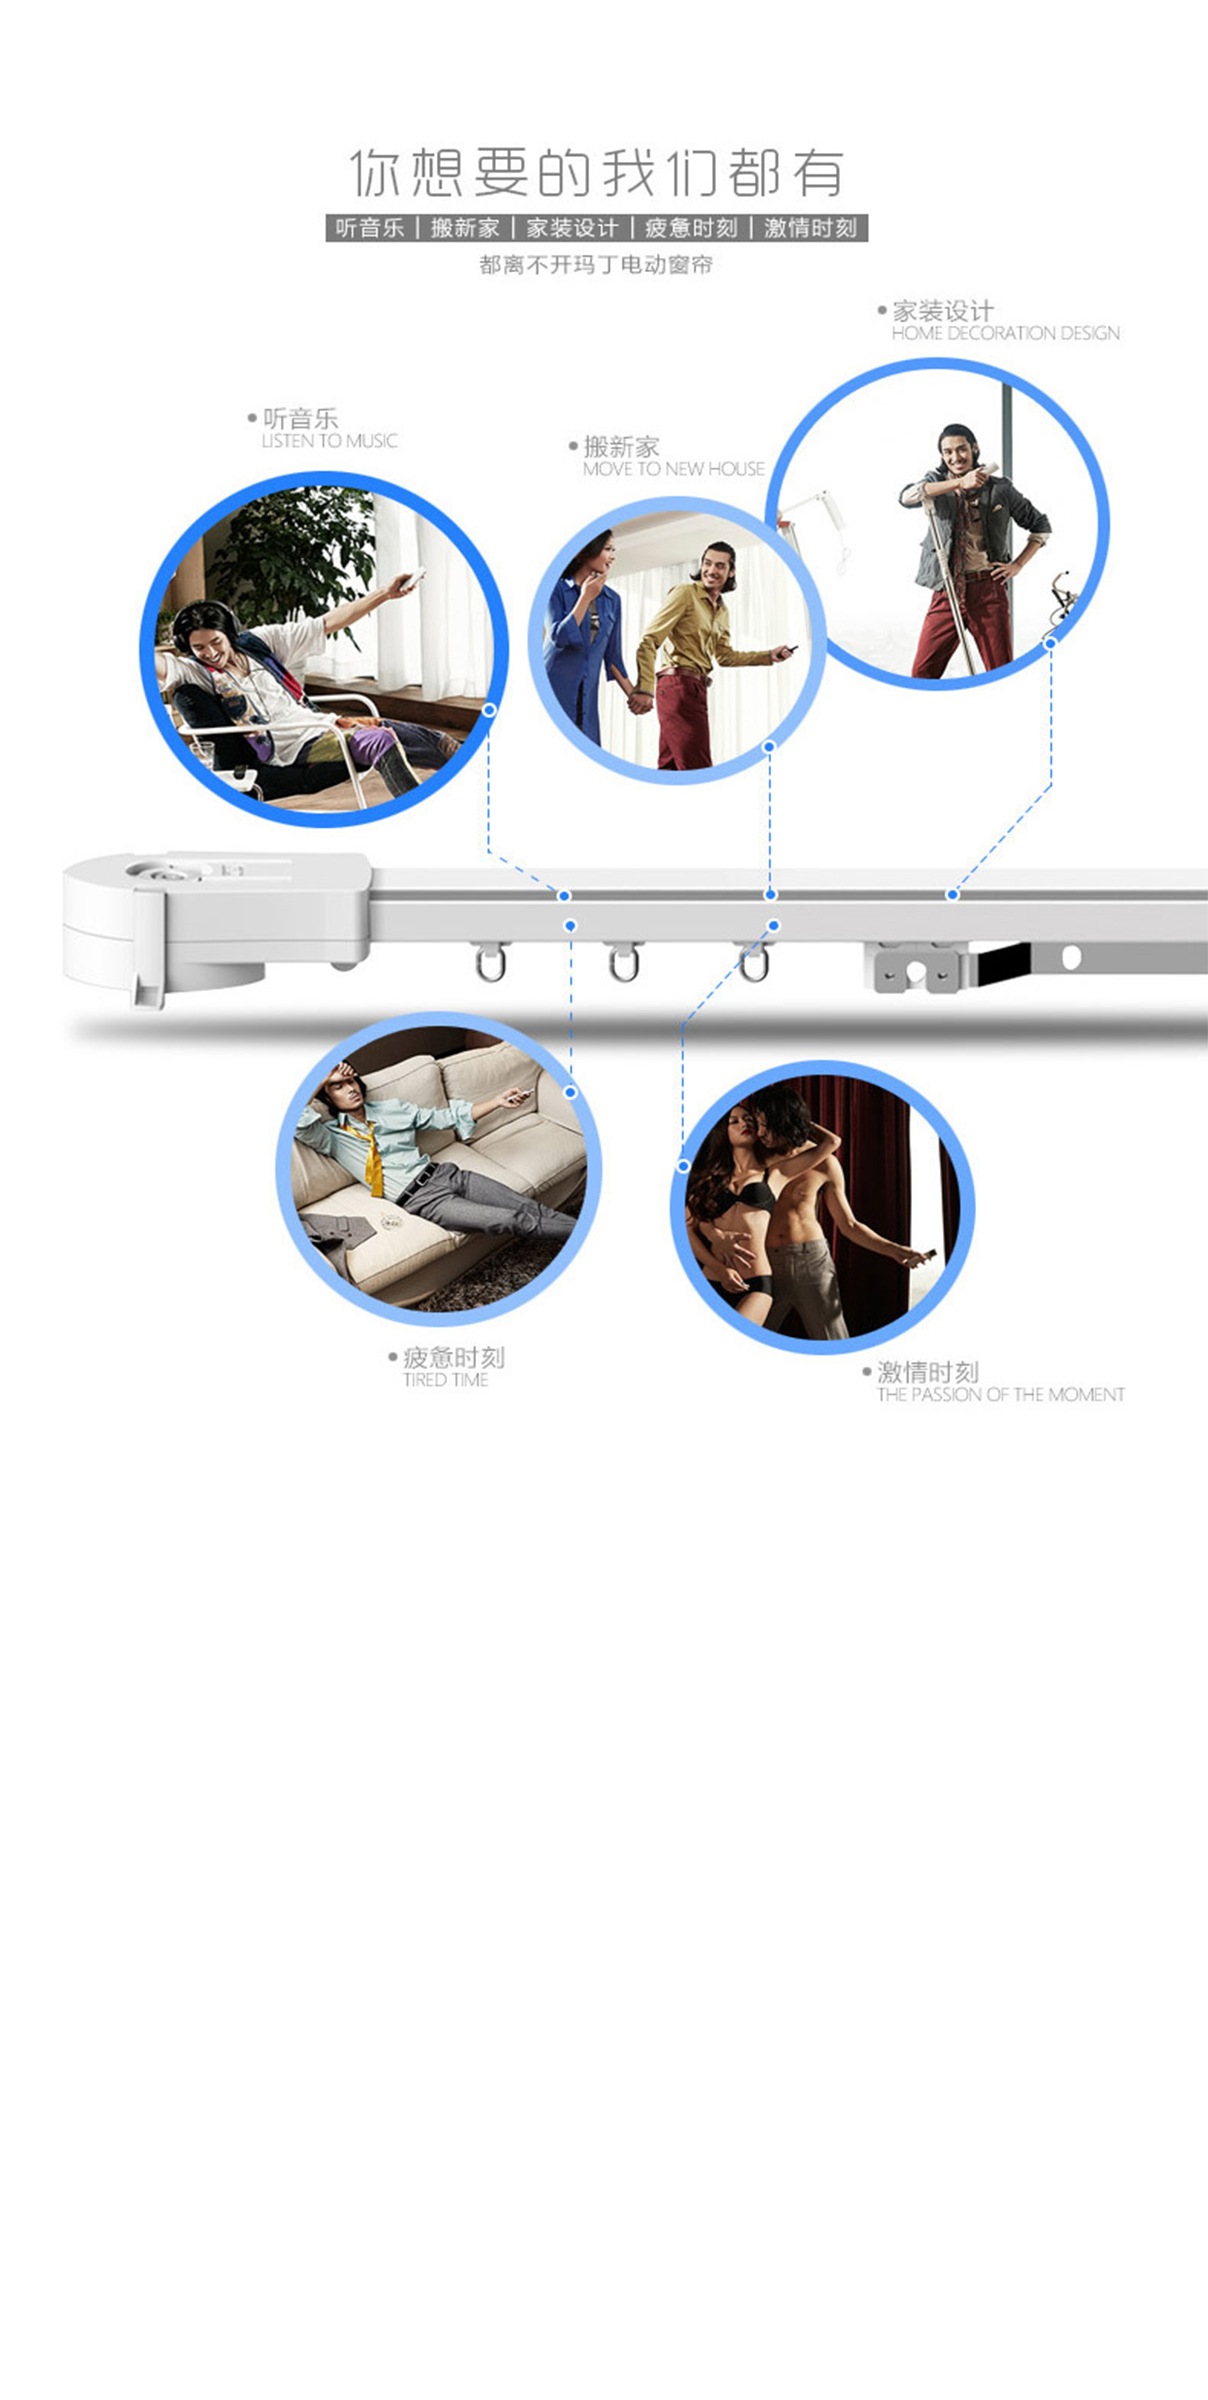 你想要的我们都有
听音乐 | 搬新家 | 家装设计 | 疲惫时刻 | 激情时刻
都离不开玛丁电动窗帘
家装设计
HOME DECORATION DESIGN
听音乐
LISTEN TO MUSIC
搬新家
MOVE TO NEW HOUSE
疲惫时刻
TIRED TIME
激情时刻
THE PASSION OF THE MOMENT